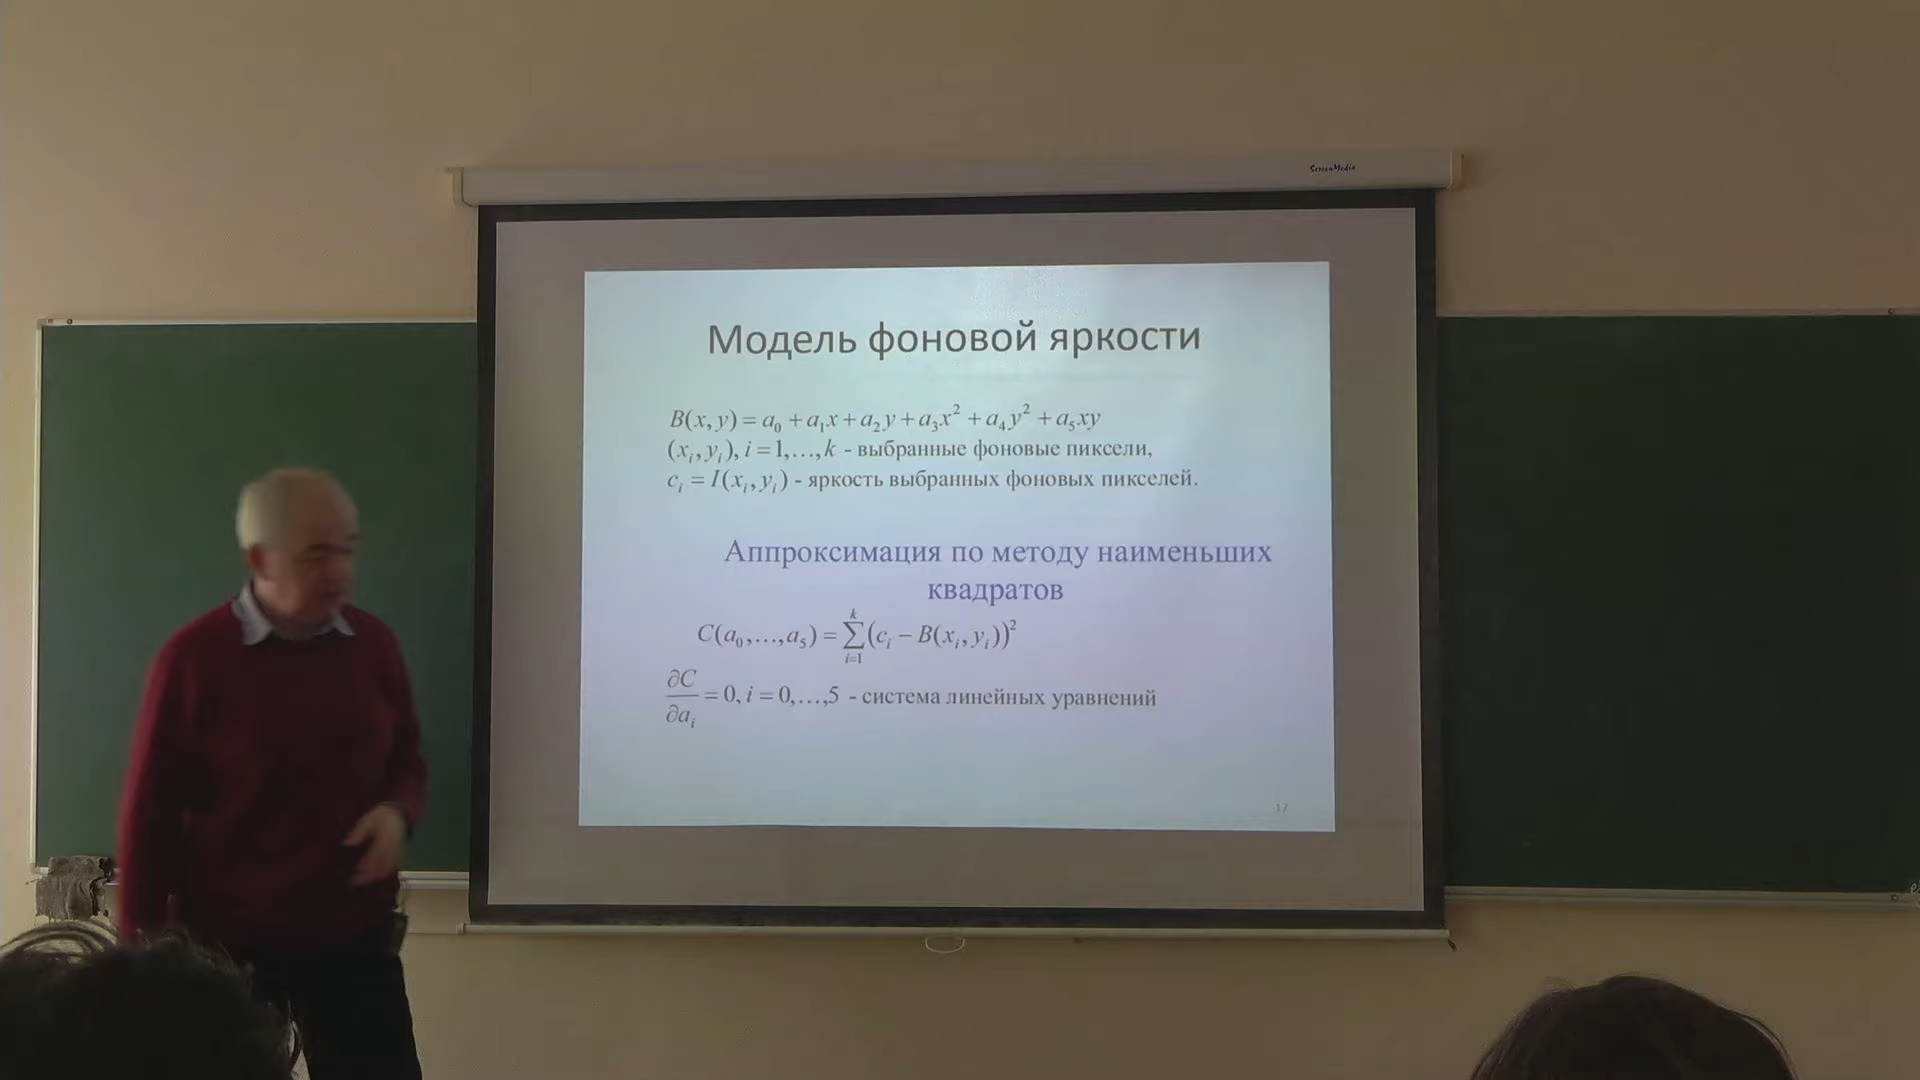 ScreenMedia
Модель фоновой яркости
B(x, y) = a₀ + a₁x + a₂y + a₃x² + a₄y² + a₅xy
(xᵢ, yᵢ), i = 1,…,k - выбранные фоновые пиксели,
cᵢ = I(xᵢ, yᵢ) - яркость выбранных фоновых пикселей.
Аппроксимация по методу наименьших
квадратов
C(a₀,…,a₅) = ∑ᵢ₌₁ᵏ (cᵢ − B(xᵢ, yᵢ))²
∂C/∂aᵢ = 0, i = 0,…,5 - система линейных уравнений
17